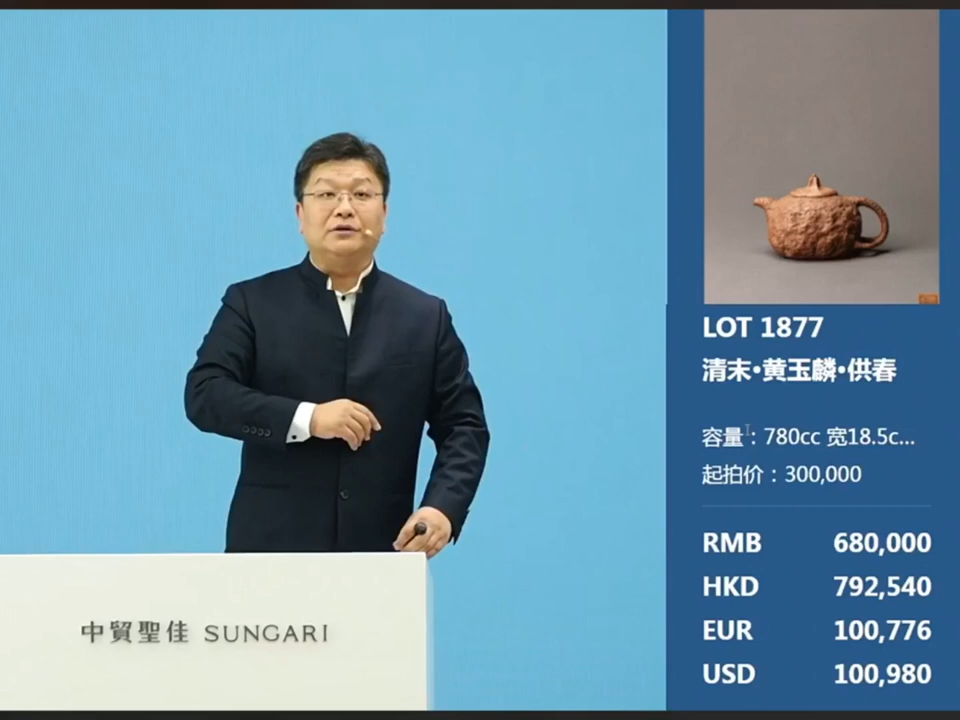 LOT 1877
清末•黄玉麟•供春
容量：780cc 宽18.5c...
起拍价：300,000
RMB 680,000
HKD 792,540
EUR 100,776
USD 100,980
中貿聖佳 SUNGARI